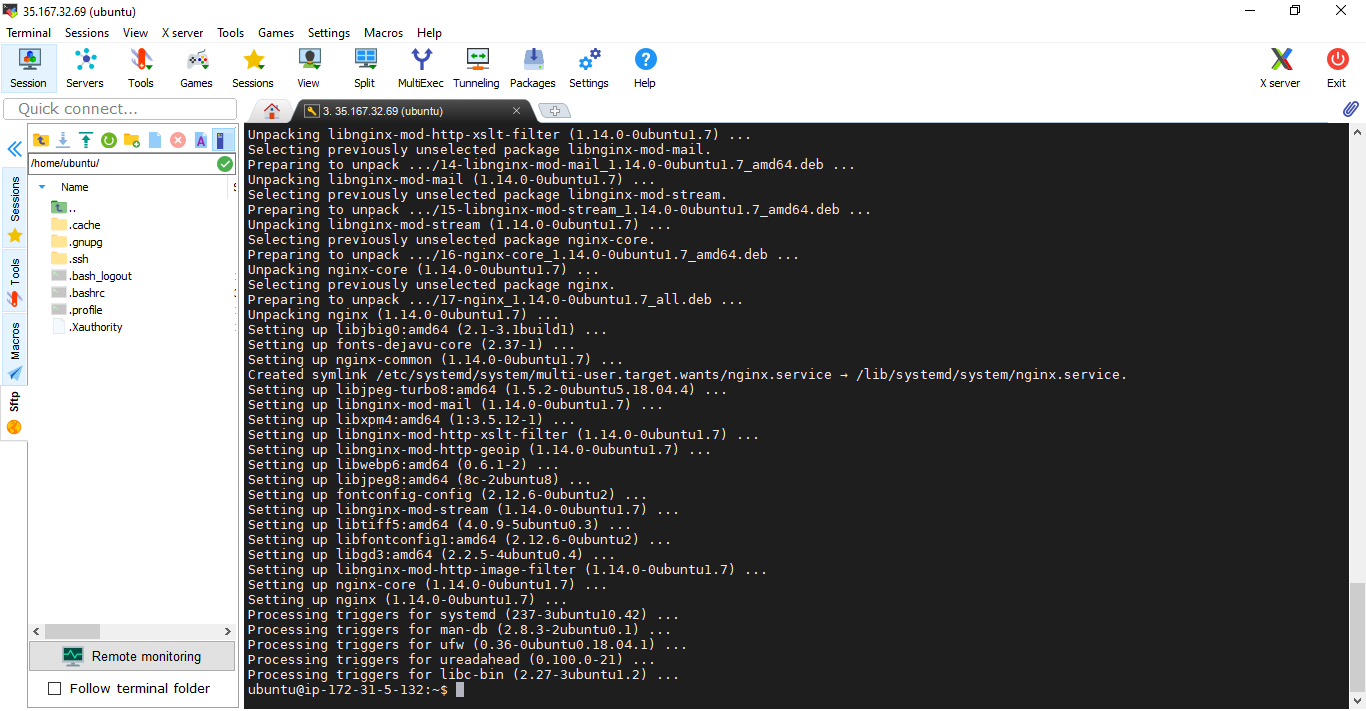 35.167.32.69 (ubuntu)
Terminal Sessions View X server Tools Games Settings Macros Help
Session Servers Tools Games Sessions View Split MultiExec Tunneling Packages Settings Help X server Exit
Quick connect...
3. 35.167.32.69 (ubuntu)
/home/ubuntu/
Name
..
.cache
.gnupg
.ssh
.bash_logout
.bashrc
.profile
.Xauthority
Sessions
Tools
Macros
Sftp
Remote monitoring
Follow terminal folder
Unpacking libnginx-mod-http-xslt-filter (1.14.0-0ubuntu1.7) ...
Selecting previously unselected package libnginx-mod-mail.
Preparing to unpack .../14-libnginx-mod-mail_1.14.0-0ubuntu1.7_amd64.deb ...
Unpacking libnginx-mod-mail (1.14.0-0ubuntu1.7) ...
Selecting previously unselected package libnginx-mod-stream.
Preparing to unpack .../15-libnginx-mod-stream_1.14.0-0ubuntu1.7_amd64.deb ...
Unpacking libnginx-mod-stream (1.14.0-0ubuntu1.7) ...
Selecting previously unselected package nginx-core.
Preparing to unpack .../16-nginx-core_1.14.0-0ubuntu1.7_amd64.deb ...
Unpacking nginx-core (1.14.0-0ubuntu1.7) ...
Selecting previously unselected package nginx.
Preparing to unpack .../17-nginx_1.14.0-0ubuntu1.7_all.deb ...
Unpacking nginx (1.14.0-0ubuntu1.7) ...
Setting up libjbig0:amd64 (2.1-3.1build1) ...
Setting up fonts-dejavu-core (2.37-1) ...
Setting up nginx-common (1.14.0-0ubuntu1.7) ...
Created symlink /etc/systemd/system/multi-user.target.wants/nginx.service → /lib/systemd/system/nginx.service.
Setting up libjpeg-turbo8:amd64 (1.5.2-0ubuntu5.18.04.4) ...
Setting up libnginx-mod-mail (1.14.0-0ubuntu1.7) ...
Setting up libxpm4:amd64 (1:3.5.12-1) ...
Setting up libnginx-mod-http-xslt-filter (1.14.0-0ubuntu1.7) ...
Setting up libnginx-mod-http-geoip (1.14.0-0ubuntu1.7) ...
Setting up libwebp6:amd64 (0.6.1-2) ...
Setting up libjpeg8:amd64 (8c-2ubuntu8) ...
Setting up fontconfig-config (2.12.6-0ubuntu2) ...
Setting up libnginx-mod-stream (1.14.0-0ubuntu1.7) ...
Setting up libtiff5:amd64 (4.0.9-5ubuntu0.3) ...
Setting up libfontconfig1:amd64 (2.12.6-0ubuntu2) ...
Setting up libgd3:amd64 (2.2.5-4ubuntu0.4) ...
Setting up libnginx-mod-http-image-filter (1.14.0-0ubuntu1.7) ...
Setting up nginx-core (1.14.0-0ubuntu1.7) ...
Setting up nginx (1.14.0-0ubuntu1.7) ...
Processing triggers for systemd (237-3ubuntu10.42) ...
Processing triggers for man-db (2.8.3-2ubuntu0.1) ...
Processing triggers for ufw (0.36-0ubuntu0.18.04.1) ...
Processing triggers for ureadahead (0.100.0-21) ...
Processing triggers for libc-bin (2.27-3ubuntu1.2) ...
ubuntu@ip-172-31-5-132:~$